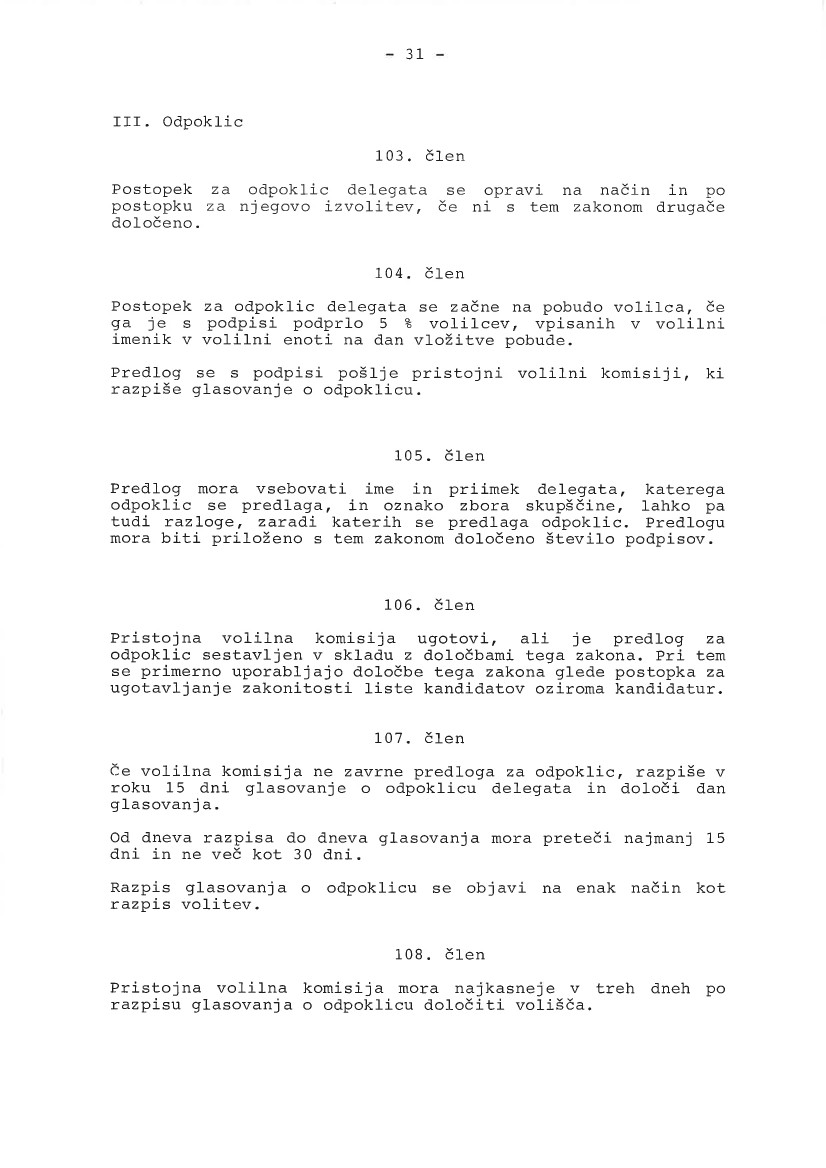 - 31 -
III. Odpoklic
103. člen
Postopek za odpoklic delegata se opravi na način in po
postopku za njegovo izvolitev, če ni s tem zakonom drugače
določeno.
104. člen
Postopek za odpoklic delegata se začne na pobudo volilca, če
ga je s podpisi podprlo 5 % volilcev, vpisanih v volilni
imenik v volilni enoti na dan vložitve pobude.
Predlog se s podpisi pošlje pristojni volilni komisiji, ki
razpiše glasovanje o odpoklicu.
105. člen
Predlog mora vsebovati ime in priimek delegata, katerega
odpoklic se predlaga, in oznako zbora skupščine, lahko pa
tudi razloge, zaradi katerih se predlaga odpoklic. Predlogu
mora biti priloženo s tem zakonom določeno število podpisov.
106. člen
Pristojna volilna komisija ugotovi, ali je predlog za
odpoklic sestavljen v skladu z določbami tega zakona. Pri tem
se primerno uporabljajo določbe tega zakona glede postopka za
ugotavljanje zakonitosti liste kandidatov oziroma kandidatur.
107. člen
Če volilna komisija ne zavrne predloga za odpoklic, razpiše v
roku 15 dni glasovanje o odpoklicu delegata in določi dan
glasovanja.
Od dneva razpisa do dneva glasovanja mora preteči najmanj 15
dni in ne več kot 30 dni.
Razpis glasovanja o odpoklicu se objavi na enak način kot
razpis volitev.
108. člen
Pristojna volilna komisija mora najkasneje v treh dneh po
razpisu glasovanja o odpoklicu določiti volišča.